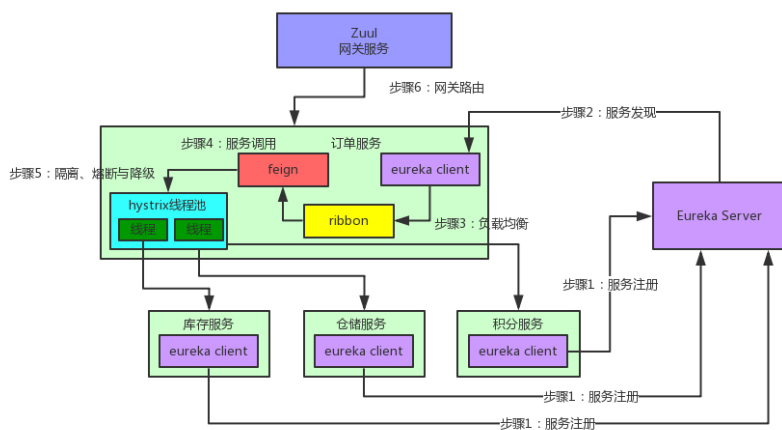 Zuul
网关服务
步骤6：网关路由
步骤2：服务发现
步骤4：服务调用
订单服务
feign
eureka client
步骤5：隔离、熔断与降级
hystrix线程池
线程
线程
ribbon
步骤3：负载均衡
Eureka Server
步骤1：服务注册
库存服务
eureka client
仓储服务
eureka client
积分服务
eureka client
步骤1：服务注册
步骤1：服务注册